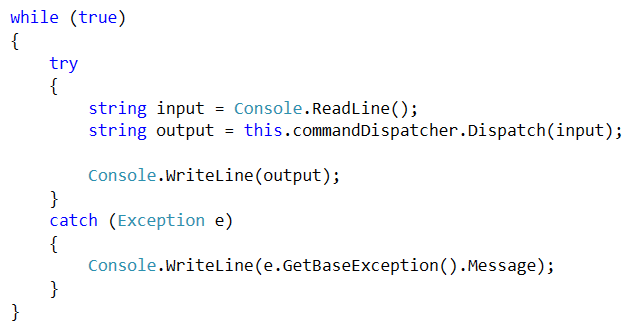 while (true)
{
    try
    {
        string input = Console.ReadLine();
        string output = this.commandDispatcher.Dispatch(input);

        Console.WriteLine(output);
    }
    catch (Exception e)
    {
        Console.WriteLine(e.GetBaseException().Message);
    }
}